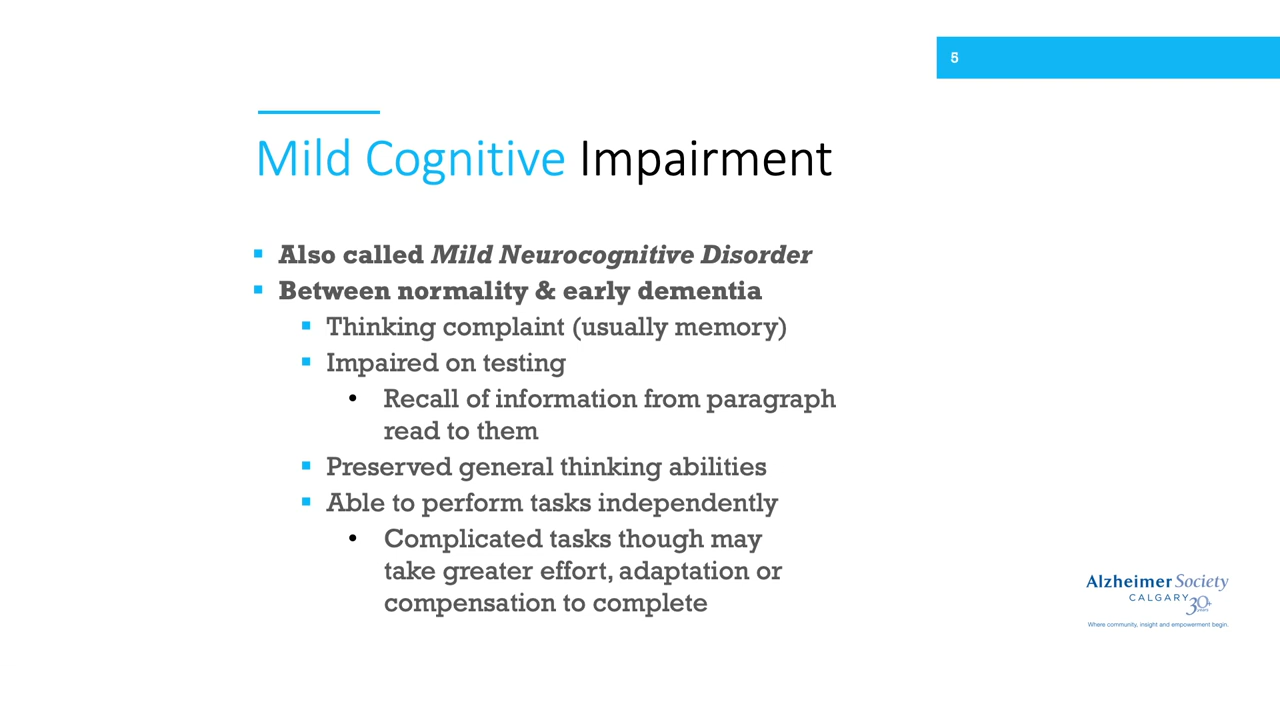 5
Mild Cognitive Impairment
▪ Also called Mild Neurocognitive Disorder
▪ Between normality & early dementia
▪ Thinking complaint (usually memory)
▪ Impaired on testing
• Recall of information from paragraph
read to them
▪ Preserved general thinking abilities
▪ Able to perform tasks independently
• Complicated tasks though may
take greater effort, adaptation or
compensation to complete
Alzheimer Society
CALGARY 30+
years
Where community, insight and empowerment begin.